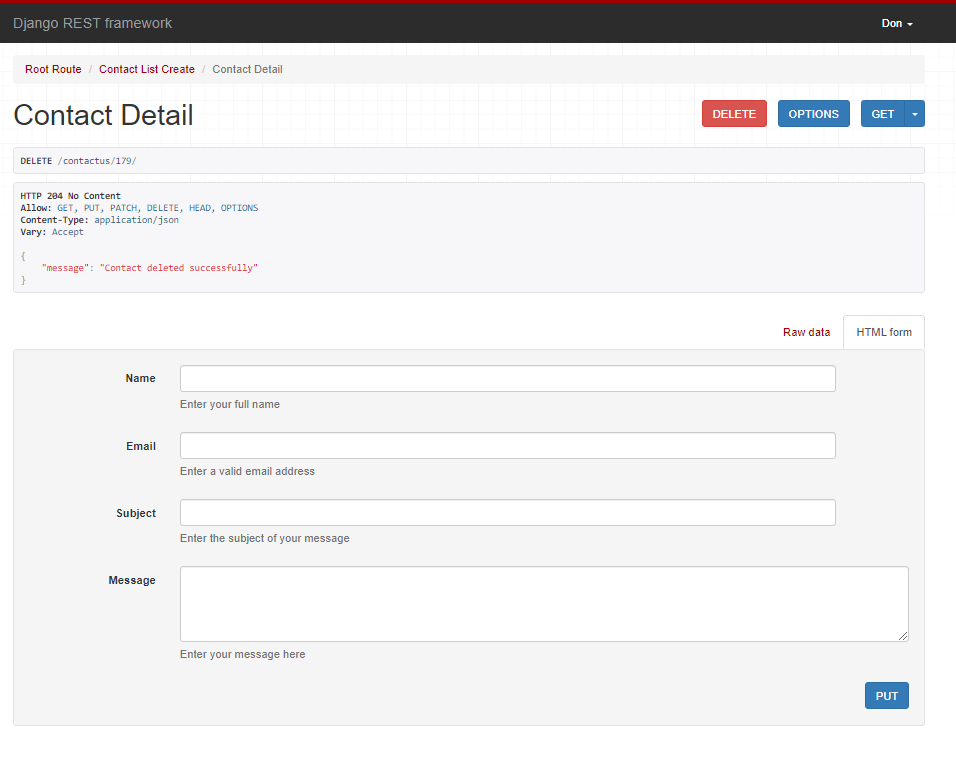 Django REST framework
Don
Root Route / Contact List Create / Contact Detail
Contact Detail
DELETE
OPTIONS
GET
DELETE /contactus/179/
HTTP 204 No Content
Allow: GET, PUT, PATCH, DELETE, HEAD, OPTIONS
Content-Type: application/json
Vary: Accept
{
"message": "Contact deleted successfully"
}
Raw data
HTML form
Name
Enter your full name
Email
Enter a valid email address
Subject
Enter the subject of your message
Message
Enter your message here
PUT